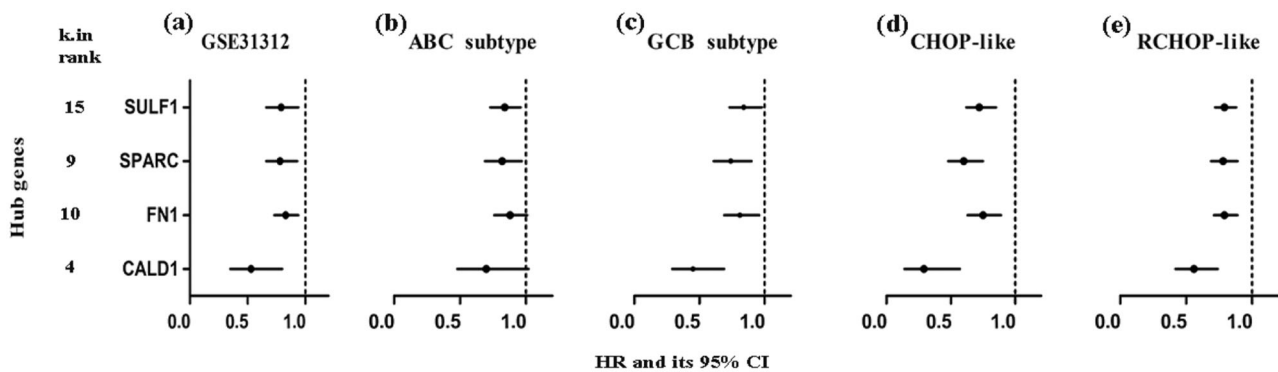 (a) GSE31312
(b) ABC subtype
(c) GCB subtype
(d) CHOP-like
(e) RCHOP-like
k.in
rank
Hub genes
15 SULF1
9 SPARC
10 FN1
4 CALD1
0.0 0.5 1.0
0.0 0.5 1.0
0.0 0.5 1.0
0.0 0.5 1.0
0.0 0.5 1.0
HR and its 95% CI